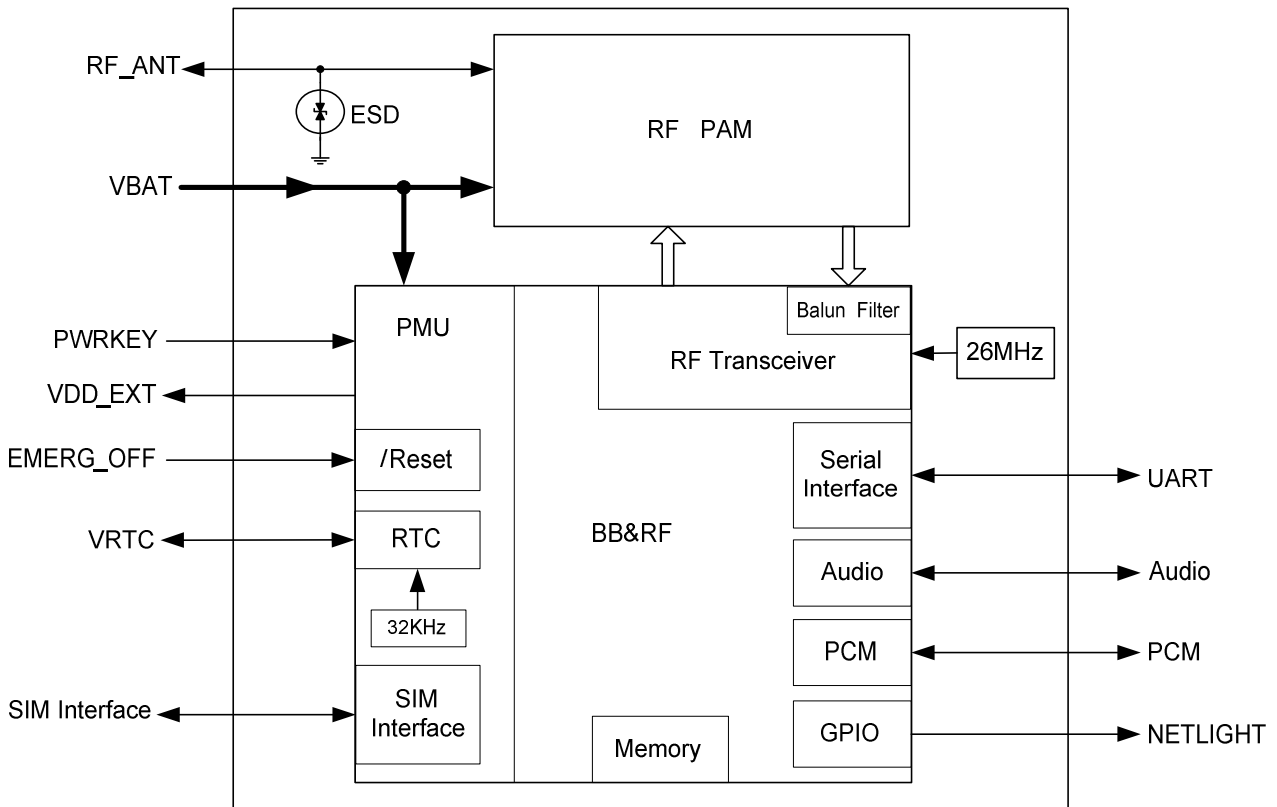 RF_ANT
ESD
RF PAM
VBAT
PMU
Balun Filter
RF Transceiver
26MHz
PWRKEY
VDD_EXT
EMERG_OFF
/Reset
Serial
Interface
UART
VRTC
RTC
BB&RF
Audio
Audio
32KHz
PCM
PCM
SIM Interface
SIM
Interface
Memory
GPIO
NETLIGHT